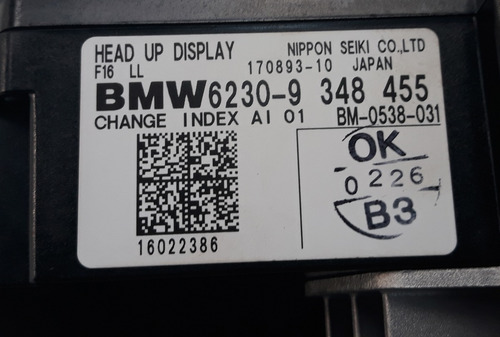 HEAD UP DISPLAY NIPPON SEIKI CO.,LTD
F16 LL 170893-10 JAPAN
BMW6230-9 348 455
CHANGE INDEX AI 01 BM-0538-031
OK
0226
B3
16022386